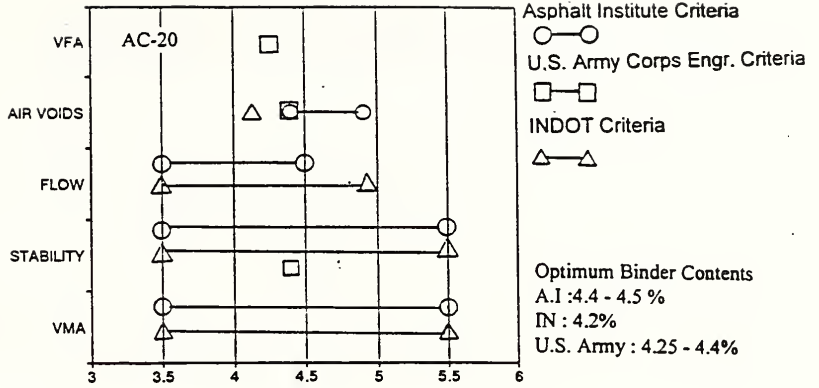 Asphalt Institute Criteria
U.S. Army Corps Engr. Criteria
INDOT Criteria
AC-20
VFA
AIR VOIDS
FLOW
STABILITY
VMA
3 3.5 4 4.5 5 5.5 6
Optimum Binder Contents
A.I :4.4 - 4.5 %
IN : 4.2%
U.S. Army : 4.25 - 4.4%